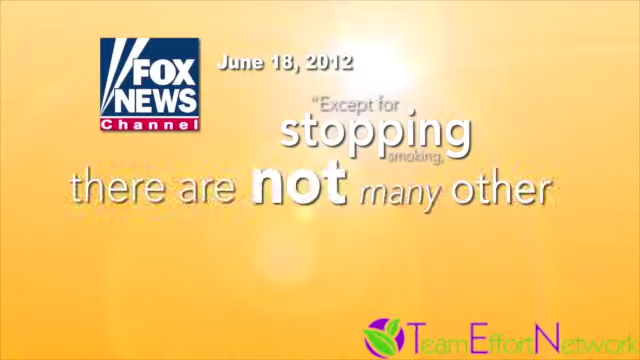 FOX
NEWS
Channel
June 18, 2012
"Except for
stopping
smoking,
there are not many other
TeamEffortNetwork